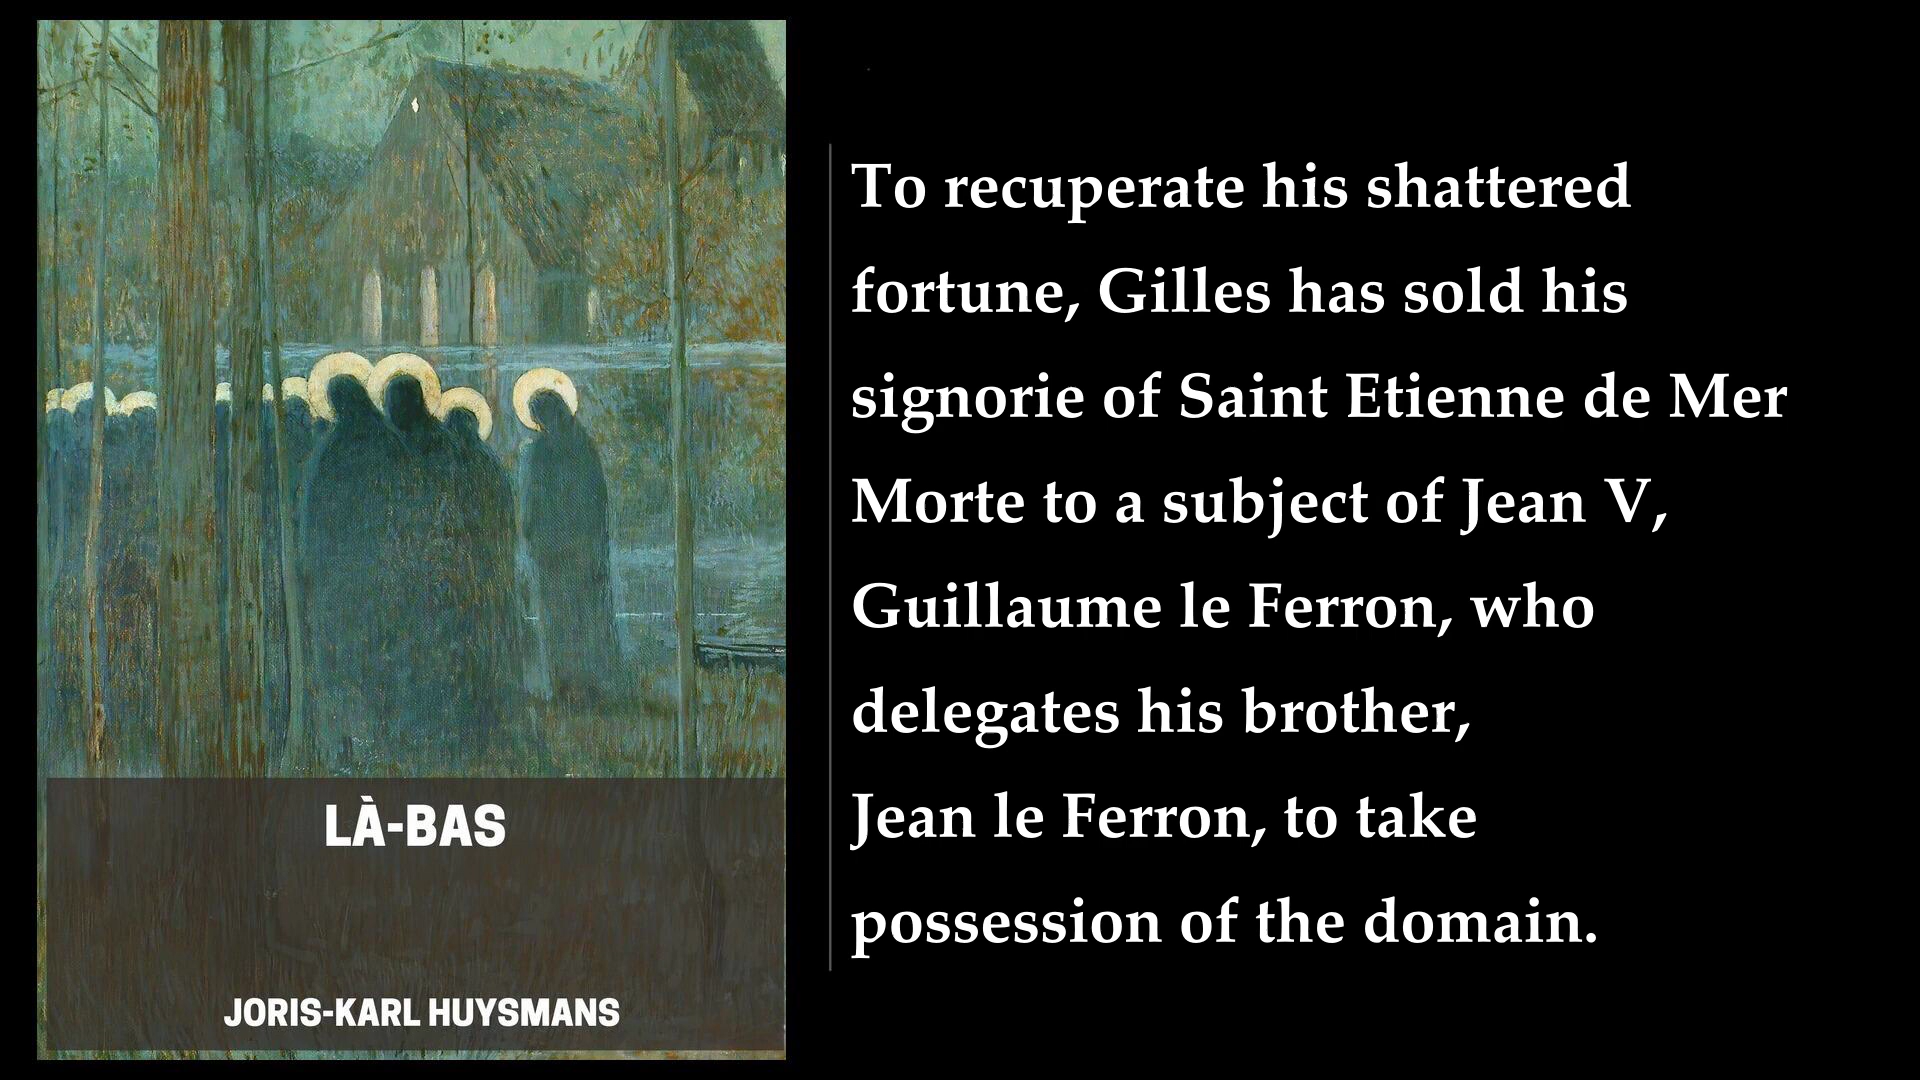 LÀ-BAS
JORIS-KARL HUYSMANS
To recuperate his shattered
fortune, Gilles has sold his
signorie of Saint Etienne de Mer
Morte to a subject of Jean V,
Guillaume le Ferron, who
delegates his brother,
Jean le Ferron, to take
possession of the domain.